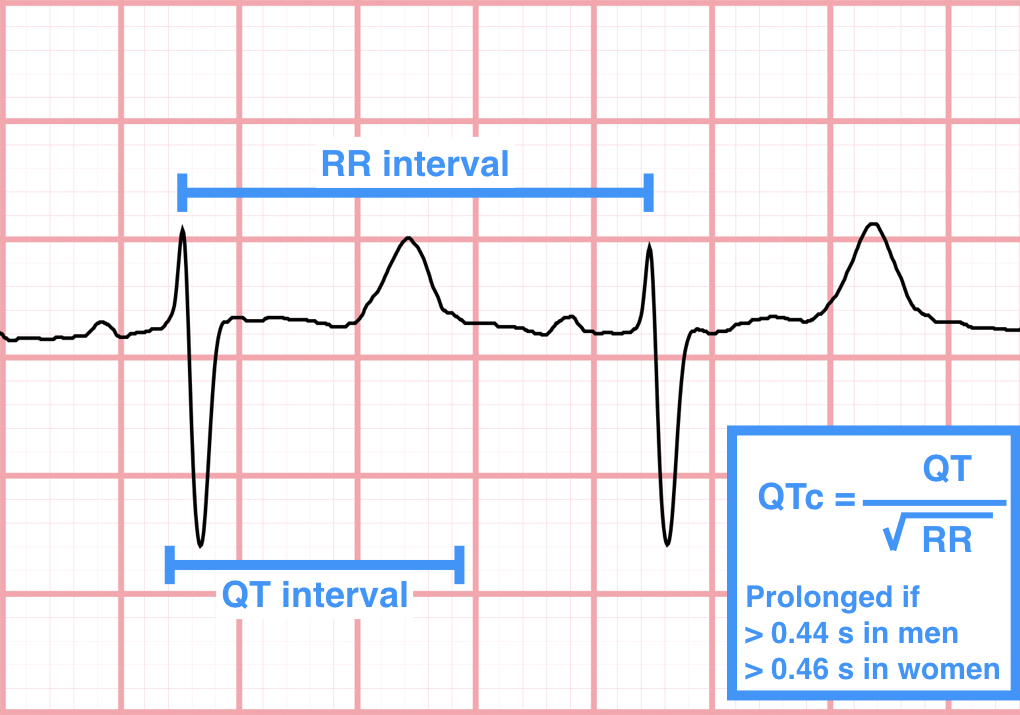 RR interval
QT interval
QTc = QT
√ RR
Prolonged if
> 0.44 s in men
> 0.46 s in women